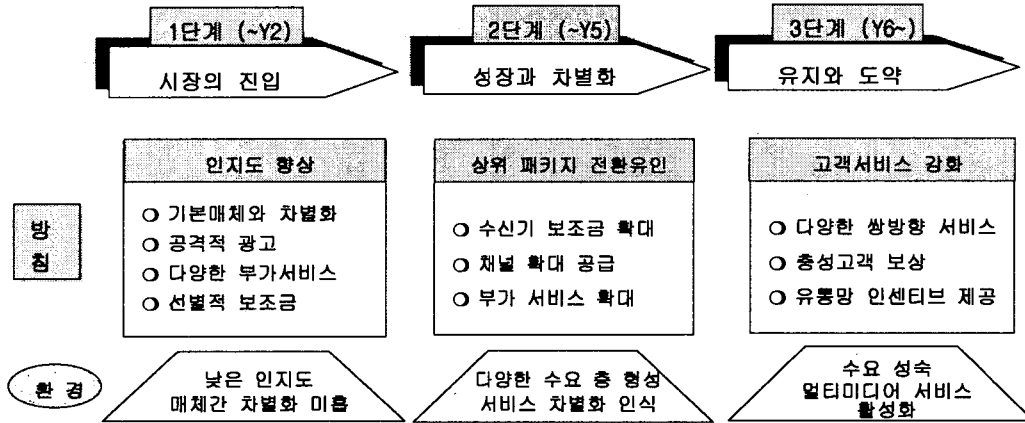 1단계 (~Y2)
시장의 진입
2단계 (~Y5)
성장과 차별화
3단계 (Y6~)
유지와 도약
방
침
인지도 향상
❍ 기본매체와 차별화
❍ 공격적 광고
❍ 다양한 부가서비스
❍ 선별적 보조금
상위 패키지 전환유인
❍ 수신기 보조금 확대
❍ 채널 확대 공급
❍ 부가 서비스 확대
고객서비스 강화
❍ 다양한 쌍방향 서비스
❍ 충성고객 보상
❍ 유통망 인센티브 제공
환 경
낮은 인지도
매체간 차별화 미흡
다양한 수요 층 형성
서비스 차별화 인식
수요 성숙
멀티미디어 서비스
활성화